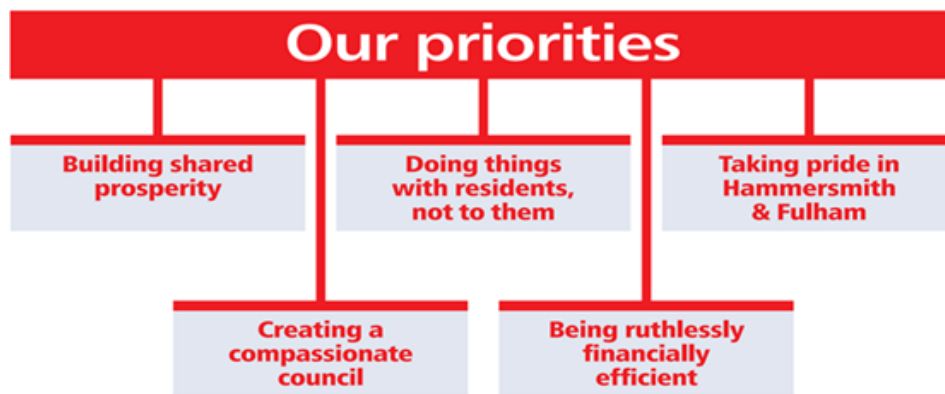 Our priorities
Building shared
prosperity
Doing things
with residents,
not to them
Taking pride in
Hammersmith
& Fulham
Creating a
compassionate
council
Being ruthlessly
financially
efficient